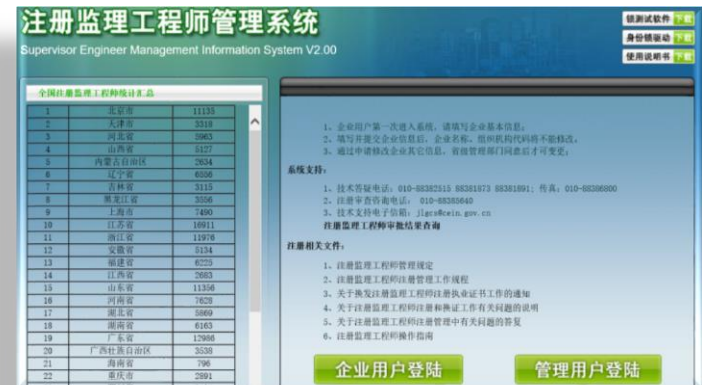 注册监理工程师管理系统
Supervisor Engineer Management Information System V2.00
锁测试软件 下载
身份锁驱动 下载
使用说明书 下载
全国注册监理工程师统计汇总
1 北京市 11135
2 天津市 3316
3 河北省 5963
4 山西省 5127
5 内蒙古自治区 2634
6 辽宁省 6556
7 吉林省 3115
8 黑龙江省 3556
9 上海市 7490
10 江苏省 16911
11 浙江省 11976
12 安徽省 5134
13 福建省 6225
14 江西省 2683
15 山东省 11356
16 河南省 7628
17 湖北省 5869
18 湖南省 6163
19 广东省 12986
20 广西壮族自治区 3538
21 海南省 796
22 重庆市 2891
1、企业用户第一次进入系统,请填写企业基本信息;
2、填写并提交企业信息后,企业名称、组织机构代码将不能修改。
3、通过申请修改企业其它信息,省级管理部门同意后才可变更;
系统支持:
1、技术答疑电话:010-88382515 88381873 88381891; 传真:010-88386800
2、注册审查咨询电话: 010-88385640
3、技术支持电子信箱:jlgcs@cein.gov.cn
注册监理工程师审批结果查询
注册相关文件:
1、注册监理工程师管理规定
2、注册监理工程师注册管理工作规程
3、关于换发注册监理工程师注册执业证书工作的通知
4、关于注册监理工程师注册和换证工作有关问题的说明
5、关于注册监理工程师注册管理中有关问题的答复
6、注册监理工程师操作指南
企业用户登陆
管理用户登陆